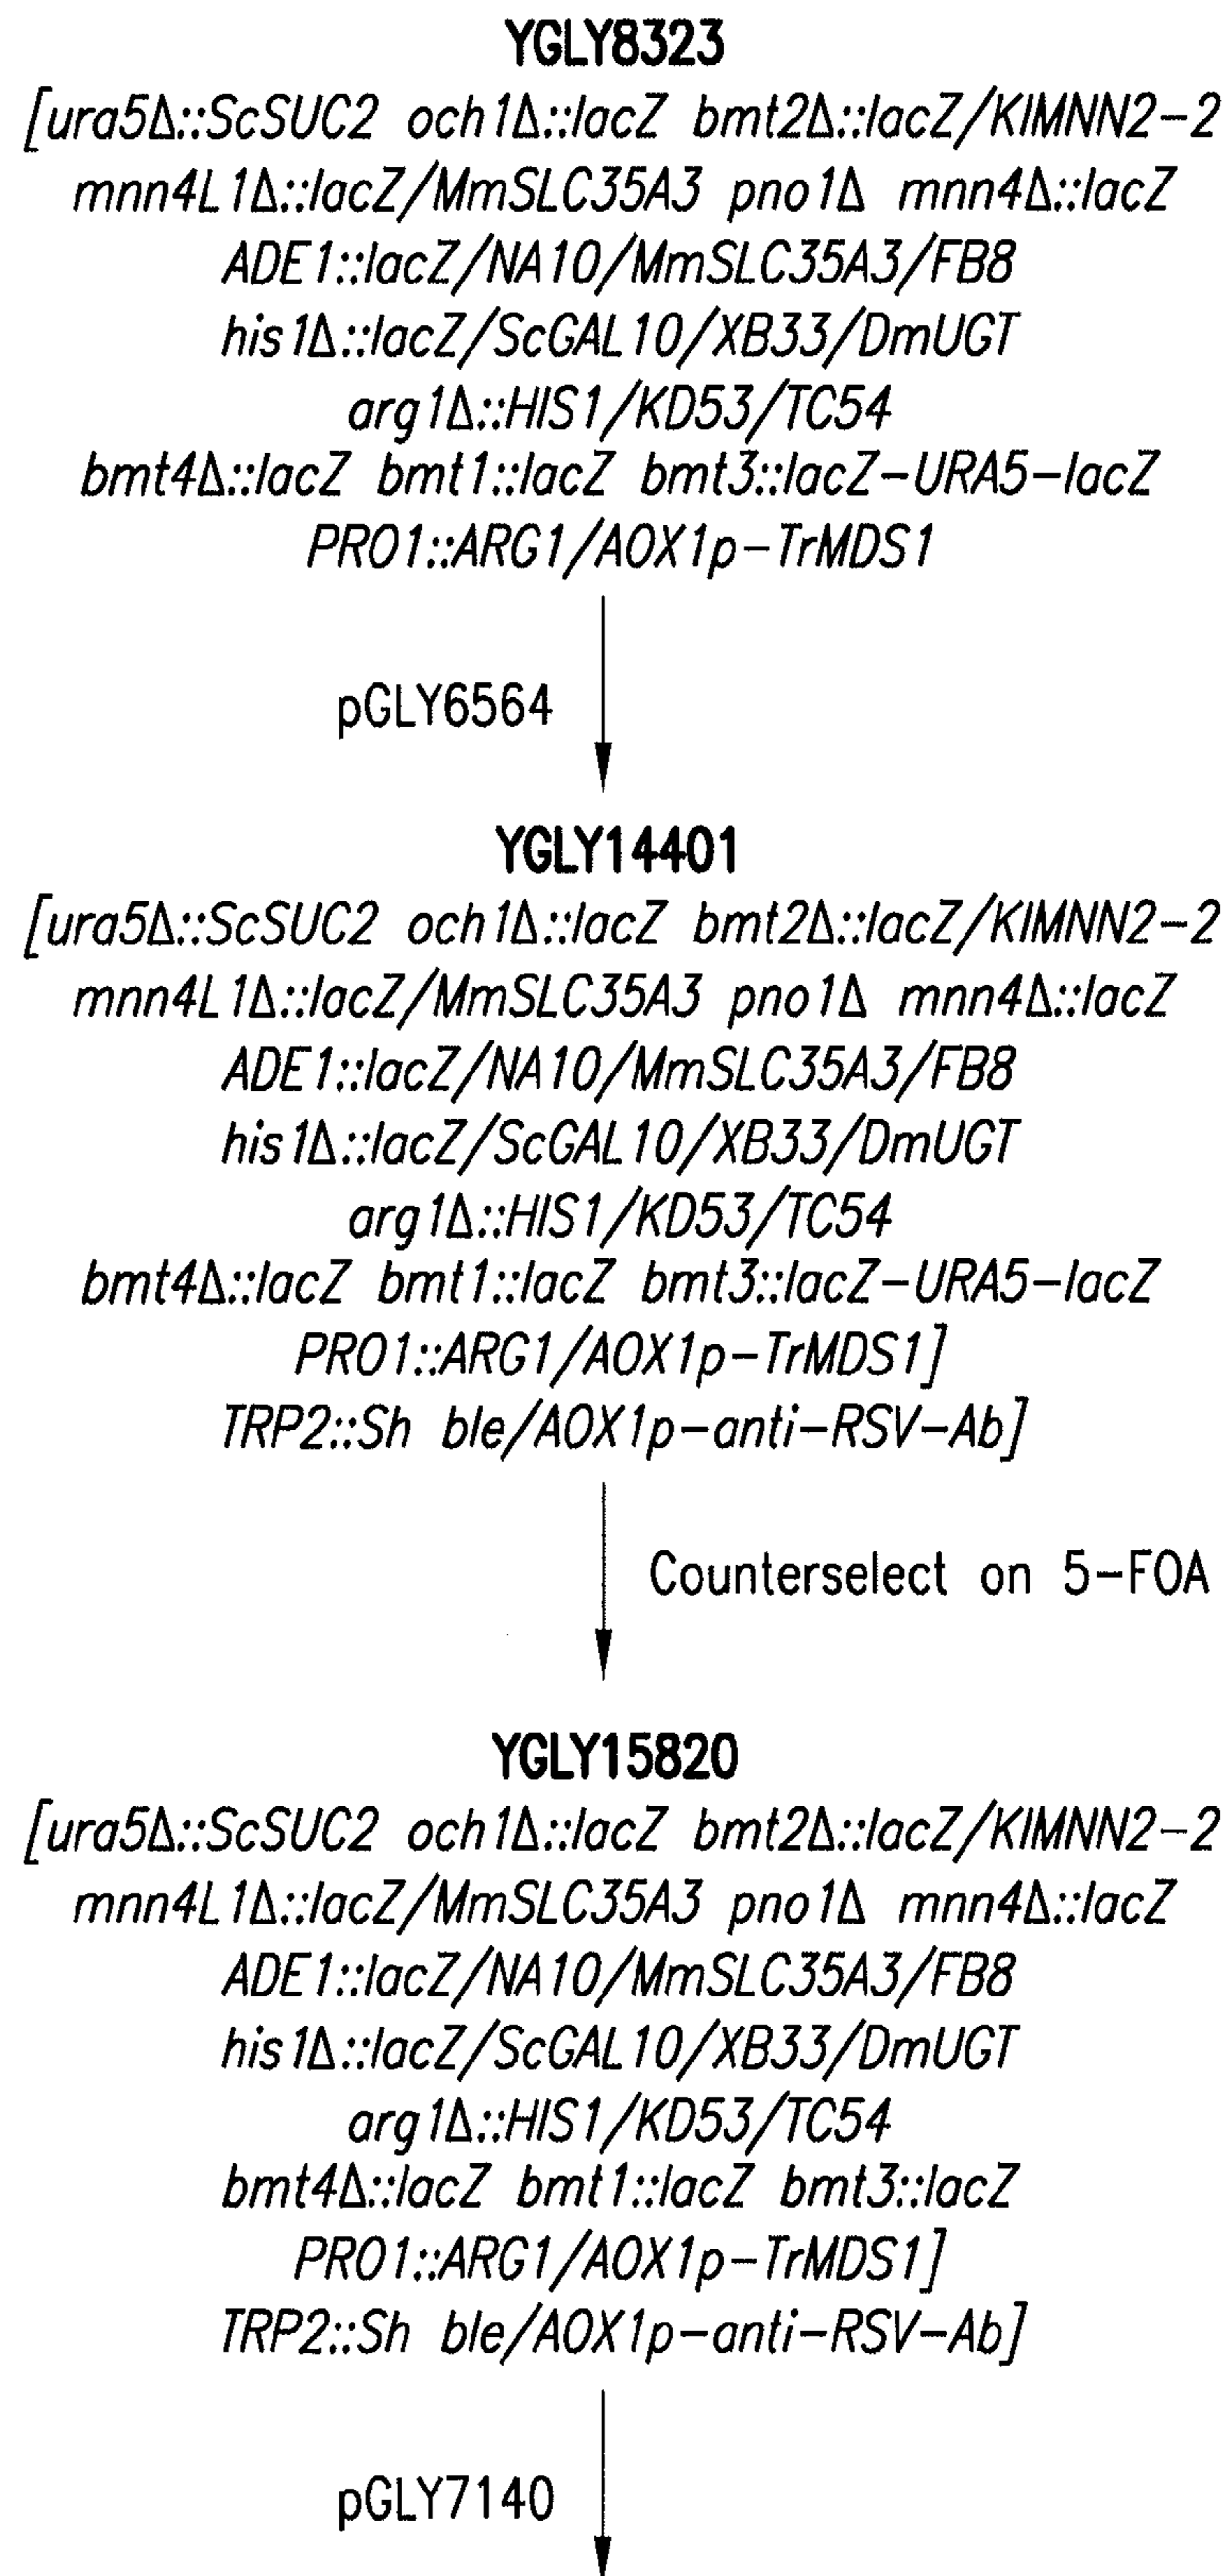 YGLY8323
[ura5Δ::ScSUC2 och1Δ::lacZ bmt2Δ::lacZ/KlMNN2-2
mnn4L1Δ::lacZ/MmSLC35A3 pno1Δ mnn4Δ::lacZ
ADE1::lacZ/NA10/MmSLC35A3/FB8
his1Δ::lacZ/ScGAL10/XB33/DmUGT
arg1Δ::HIS1/KD53/TC54
bmt4Δ::lacZ bmt1::lacZ bmt3::lacZ-URA5-lacZ
PRO1::ARG1/AOX1p-TrMDS1
pGLY6564
YGLY14401
[ura5Δ::ScSUC2 och1Δ::lacZ bmt2Δ::lacZ/KlMNN2-2
mnn4L1Δ::lacZ/MmSLC35A3 pno1Δ mnn4Δ::lacZ
ADE1::lacZ/NA10/MmSLC35A3/FB8
his1Δ::lacZ/ScGAL10/XB33/DmUGT
arg1Δ::HIS1/KD53/TC54
bmt4Δ::lacZ bmt1::lacZ bmt3::lacZ-URA5-lacZ
PRO1::ARG1/AOX1p-TrMDS1]
TRP2::Sh ble/AOX1p-anti-RSV-Ab]
Counterselect on 5-FOA
YGLY15820
[ura5Δ::ScSUC2 och1Δ::lacZ bmt2Δ::lacZ/KlMNN2-2
mnn4L1Δ::lacZ/MmSLC35A3 pno1Δ mnn4Δ::lacZ
ADE1::lacZ/NA10/MmSLC35A3/FB8
his1Δ::lacZ/ScGAL10/XB33/DmUGT
arg1Δ::HIS1/KD53/TC54
bmt4Δ::lacZ bmt1::lacZ bmt3::lacZ
PRO1::ARG1/AOX1p-TrMDS1]
TRP2::Sh ble/AOX1p-anti-RSV-Ab]
pGLY7140